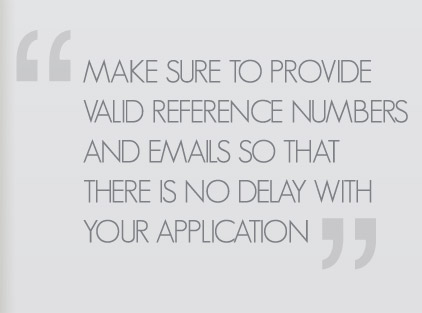 “
MAKE SURE TO PROVIDE
VALID REFERENCE NUMBERS
AND EMAILS SO THAT
THERE IS NO DELAY WITH
YOUR APPLICATION ”